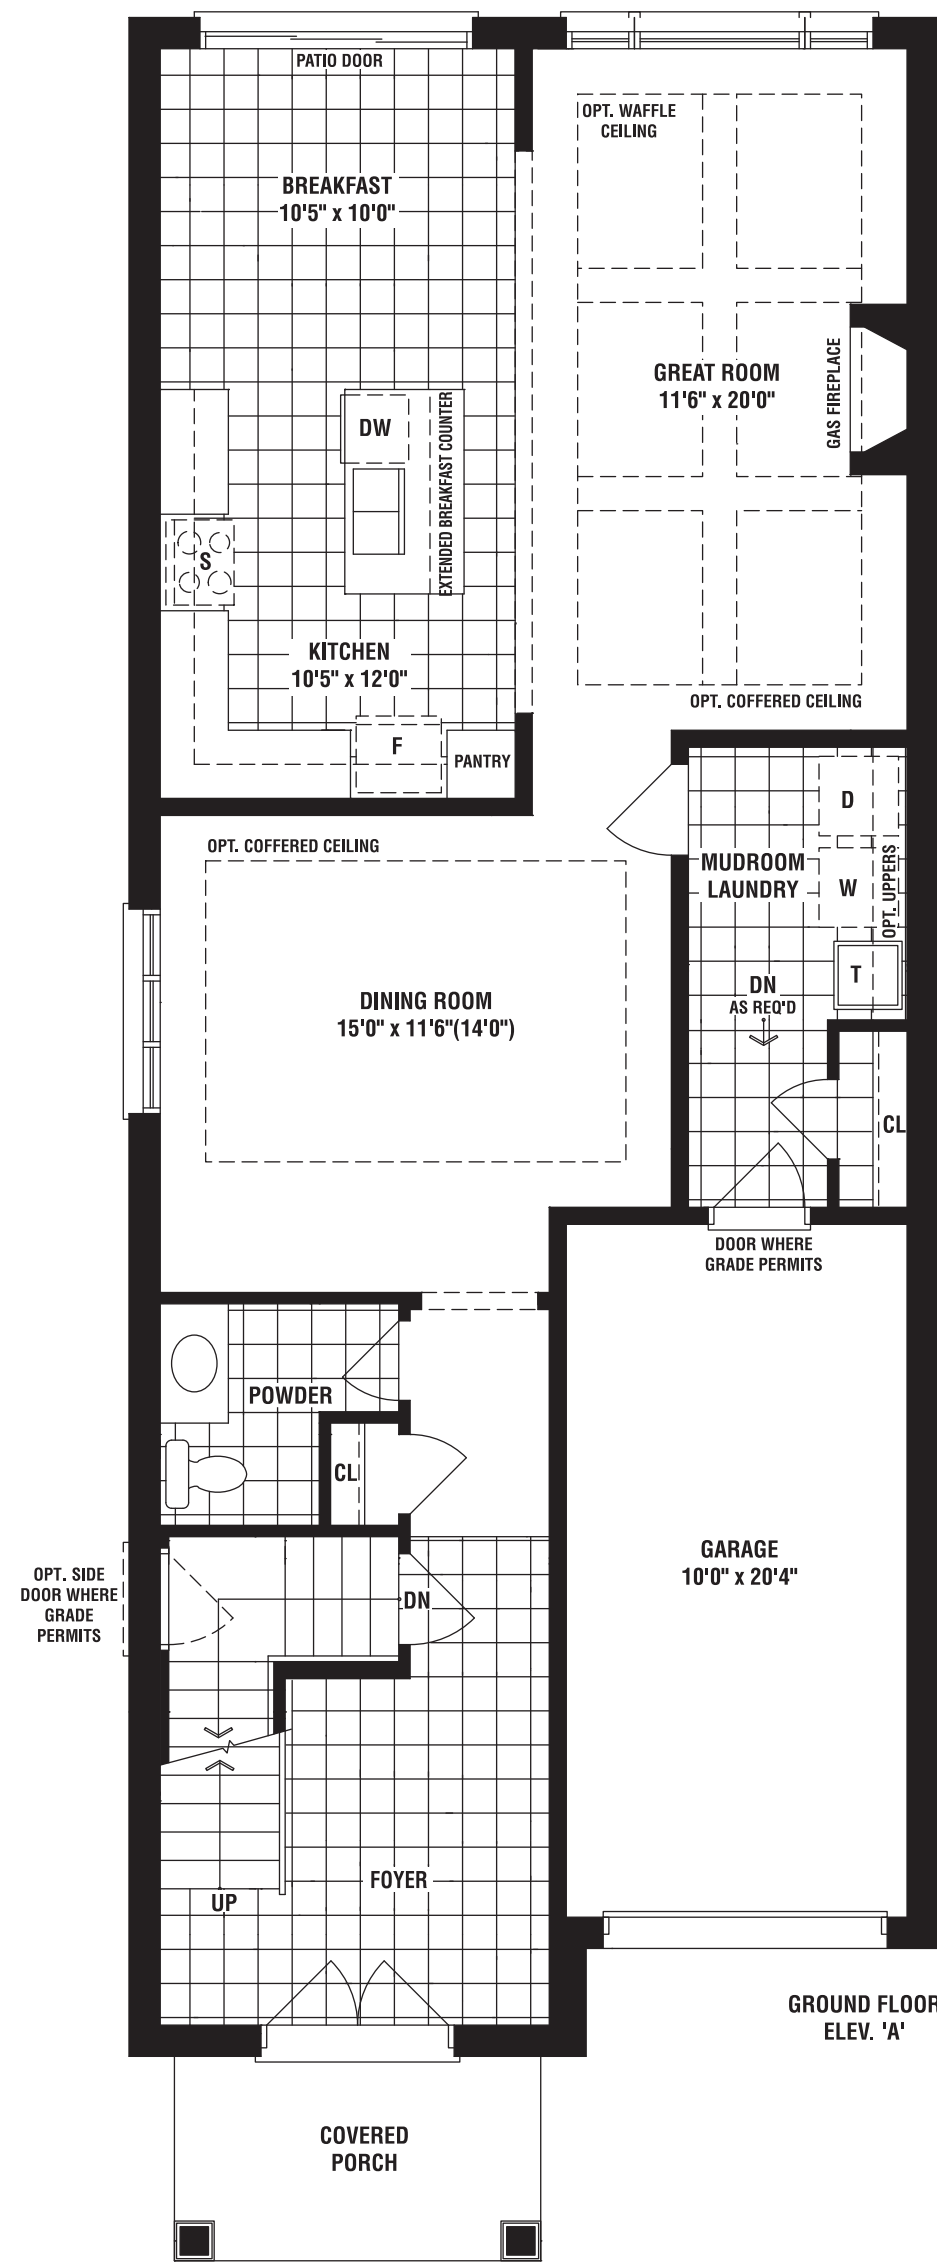 PATIO DOOR
OPT. WAFFLE
CEILING
BREAKFAST
10'5" x 10'0"
GREAT ROOM
11'6" x 20'0"
GAS FIREPLACE
DW
EXTENDED BREAKFAST COUNTER
S
KITCHEN
10'5" x 12'0"
OPT. COFFERED CEILING
F
PANTRY
D
OPT. COFFERED CEILING
MUDROOM
LAUNDRY
W
OPT. UPPERS
T
DN
AS REQ'D
DINING ROOM
15'0" x 11'6"(14'0")
CL
DOOR WHERE
GRADE PERMITS
POWDER
CL
GARAGE
10'0" x 20'4"
OPT. SIDE
DOOR WHERE
GRADE
PERMITS
DN
FOYER
UP
GROUND FLOOR
ELEV. 'A'
COVERED
PORCH